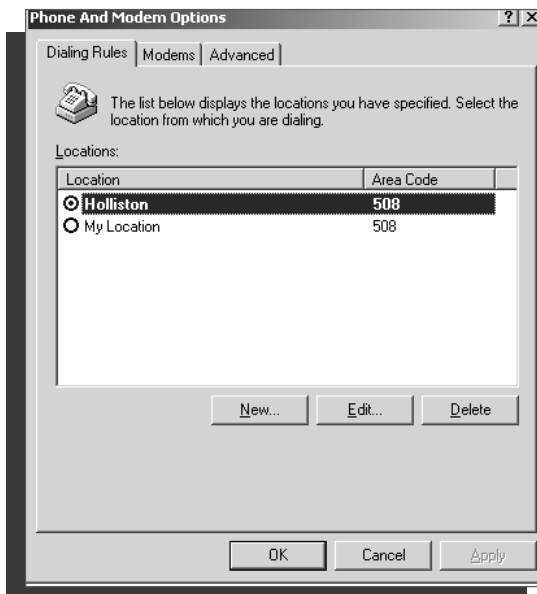 Phone And Modem Options
Dialing Rules Modems Advanced
The list below displays the locations you have specified. Select the
location from which you are dialing.
Locations:
Location Area Code
Holliston 508
My Location 508
New... Edit... Delete
OK Cancel Apply